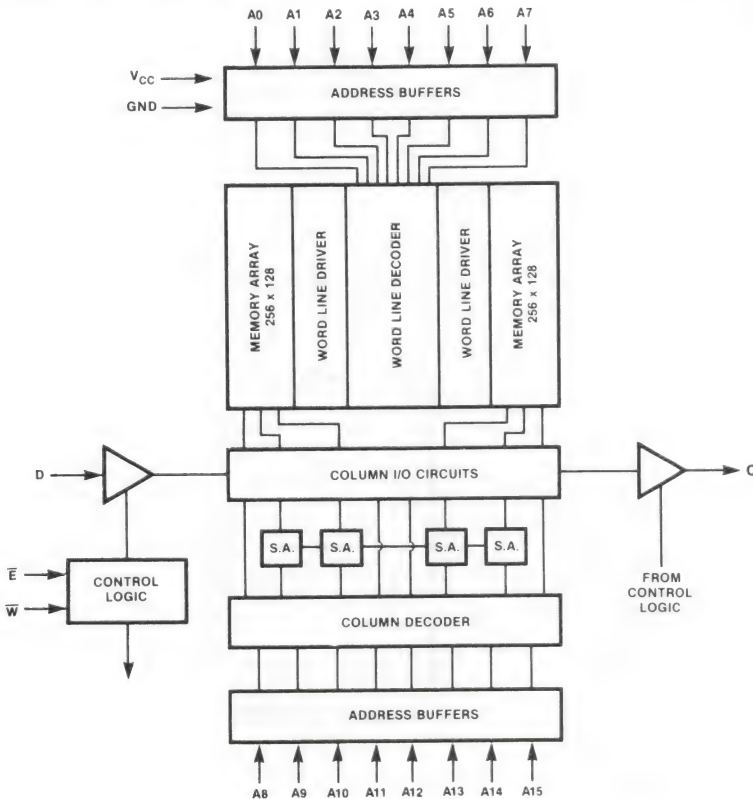 A0 A1 A2 A3 A4 A5 A6 A7
VCC
GND
ADDRESS BUFFERS
MEMORY ARRAY
256 x 128
WORD LINE DRIVER
WORD LINE DECODER
WORD LINE DRIVER
MEMORY ARRAY
256 x 128
D
COLUMN I/O CIRCUITS
Q
S.A. S.A. S.A. S.A.
E̅
W̅
CONTROL
LOGIC
FROM
CONTROL
LOGIC
COLUMN DECODER
ADDRESS BUFFERS
A8 A9 A10 A11 A12 A13 A14 A15